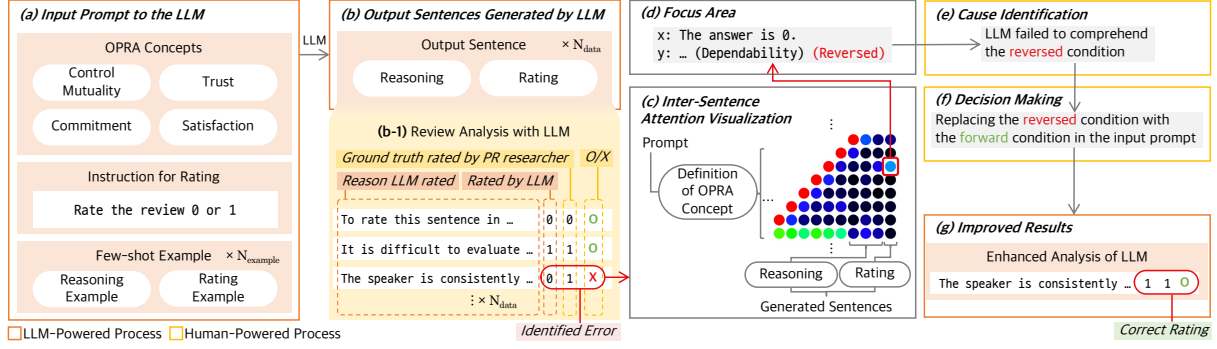 (a) Input Prompt to the LLM
OPRA Concepts
Control
Mutuality
Trust
Commitment
Satisfaction
Instruction for Rating
Rate the review 0 or 1
Few-shot Example × N_example
Reasoning
Example
Rating
Example
LLM-Powered Process
Human-Powered Process
LLM
(b) Output Sentences Generated by LLM
Output Sentence × N_data
Reasoning
Rating
(b-1) Review Analysis with LLM
Ground truth rated by PR researcher
O/X
Reason LLM rated
Rated by LLM
To rate this sentence in … 0 0 O
It is difficult to evaluate … 1 1 O
The speaker is consistently … 0 1 X
⋮ × N_data
Identified Error
(d) Focus Area
x: The answer is 0.
y: … (Dependability) (Reversed)
(c) Inter-Sentence
Attention Visualization
⋮
Prompt
Definition
of OPRA
Concept
…
⋮
Reasoning
Rating
Generated Sentences
(e) Cause Identification
LLM failed to comprehend
the reversed condition
(f) Decision Making
Replacing the reversed condition with
the forward condition in the input prompt
(g) Improved Results
Enhanced Analysis of LLM
The speaker is consistently … 1 1 O
Correct Rating